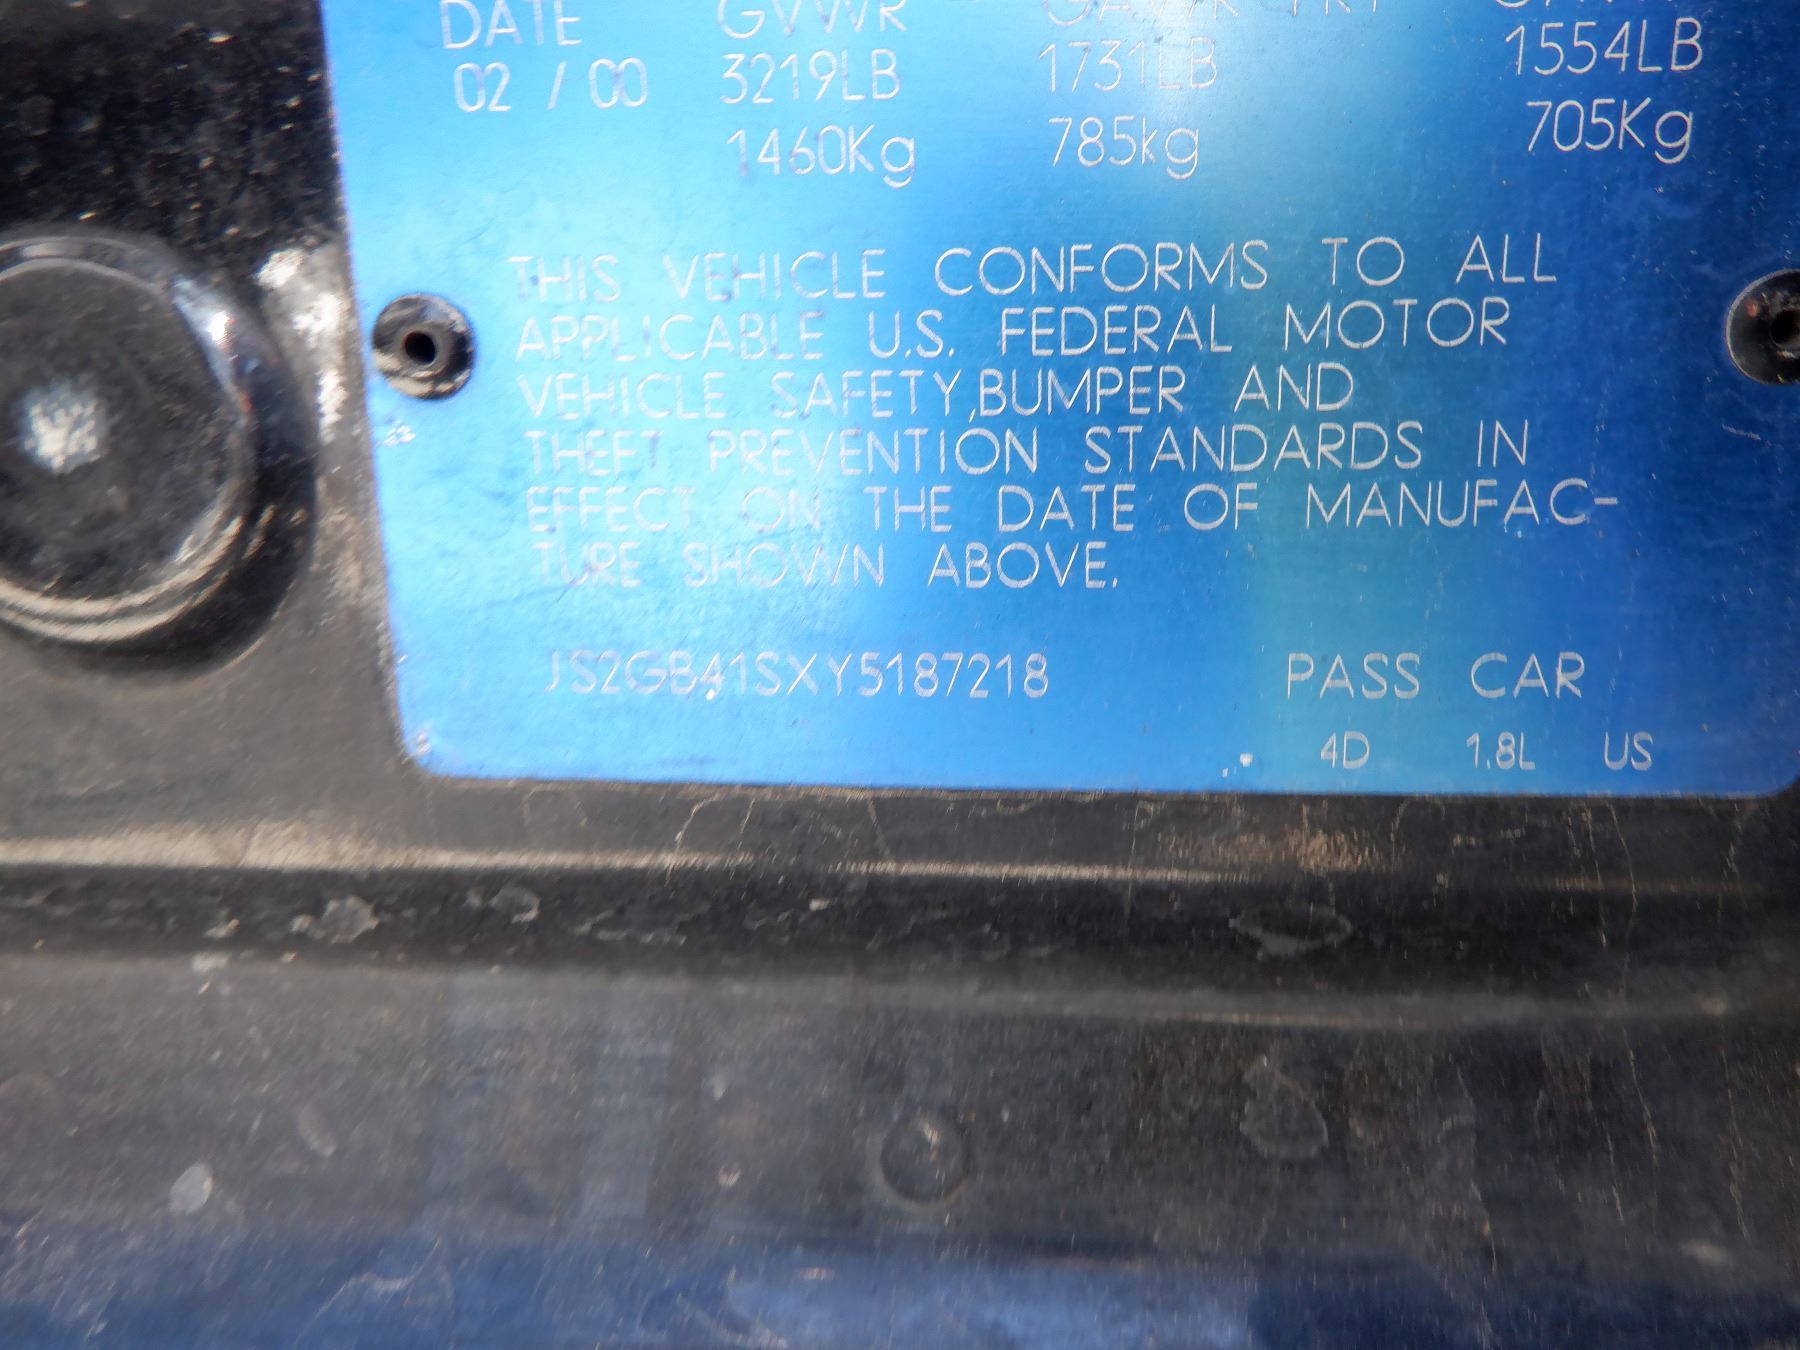 DATE GVWR
02 / 00 3219LB 1731LB 1554LB
1460Kg 785kg 705Kg
THIS VEHICLE CONFORMS TO ALL
APPLICABLE U.S. FEDERAL MOTOR
VEHICLE SAFETY,BUMPER AND
THEFT PREVENTION STANDARDS IN
EFFECT ON THE DATE OF MANUFAC-
TURE SHOWN ABOVE.
JS2GB41SXY5187218 PASS CAR
4D 1.8L US